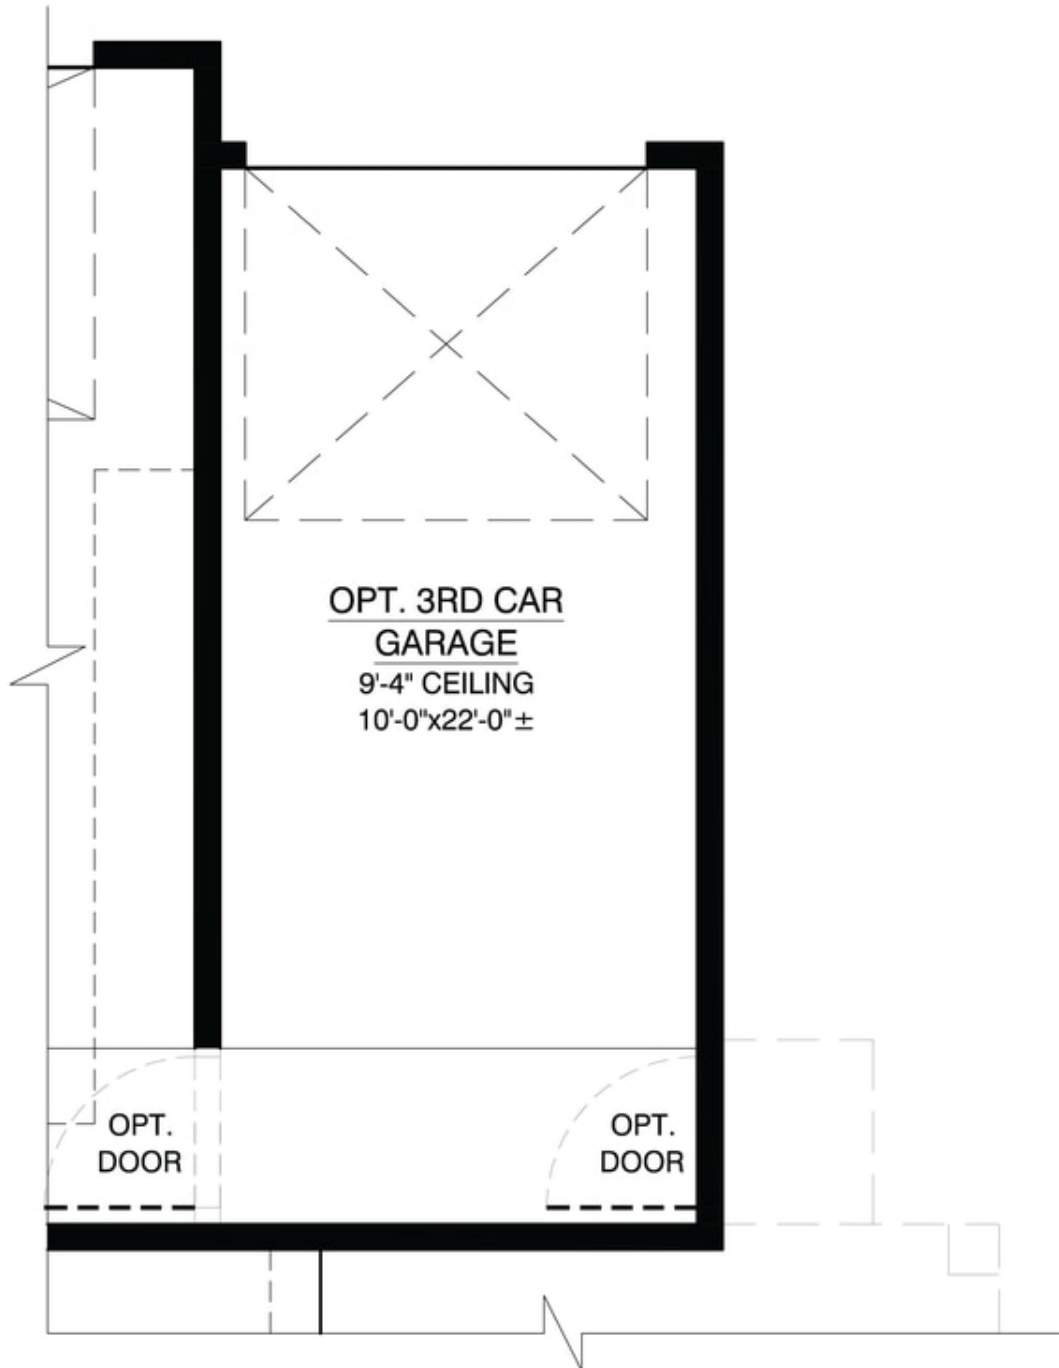 OPT. 3RD CAR
GARAGE
9'-4" CEILING
10'-0"x22'-0"±
OPT.
DOOR
OPT.
DOOR